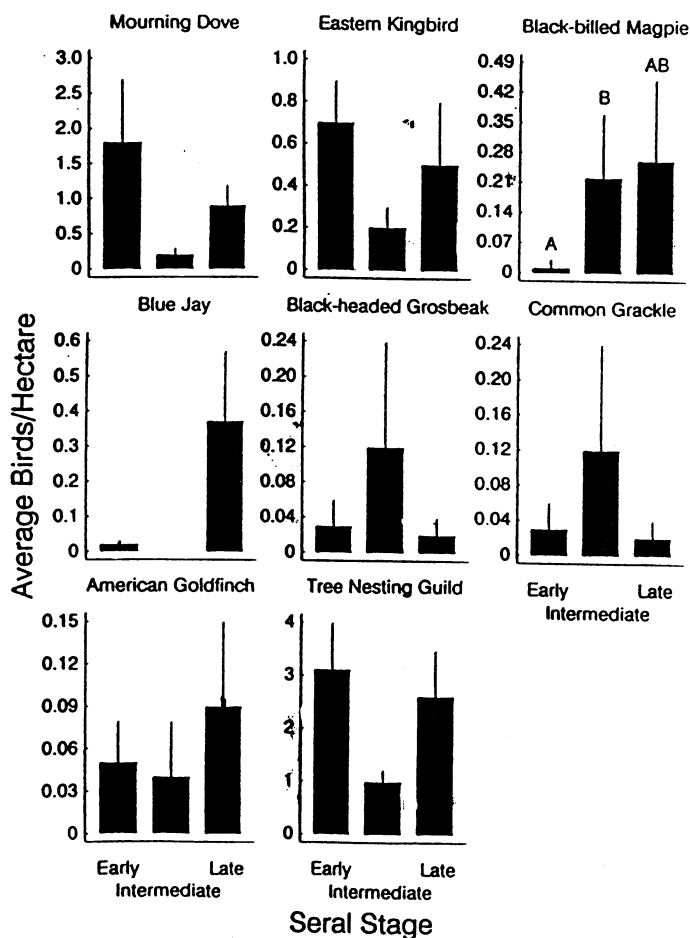 Mourning Dove
3.0
2.5
2.0
1.5
1.0
0.5
0
Eastern Kingbird
1.0
0.8
0.6
0.4
0.2
0
Black-billed Magpie
0.49
0.42
0.35
0.28
0.21
0.14
0.07
0
A
B
AB
Blue Jay
0.6
0.5
0.4
0.3
0.2
0.1
0
Black-headed Grosbeak
0.24
0.20
0.16
0.12
0.08
0.04
0
Common Grackle
0.24
0.20
0.16
0.12
0.08
0.04
0
Early Late
Intermediate
American Goldfinch
0.15
0.12
0.09
0.06
0.03
0
Early Late
Intermediate
Tree Nesting Guild
4
3
2
1
0
Early Late
Intermediate
Average Birds/Hectare
Seral Stage